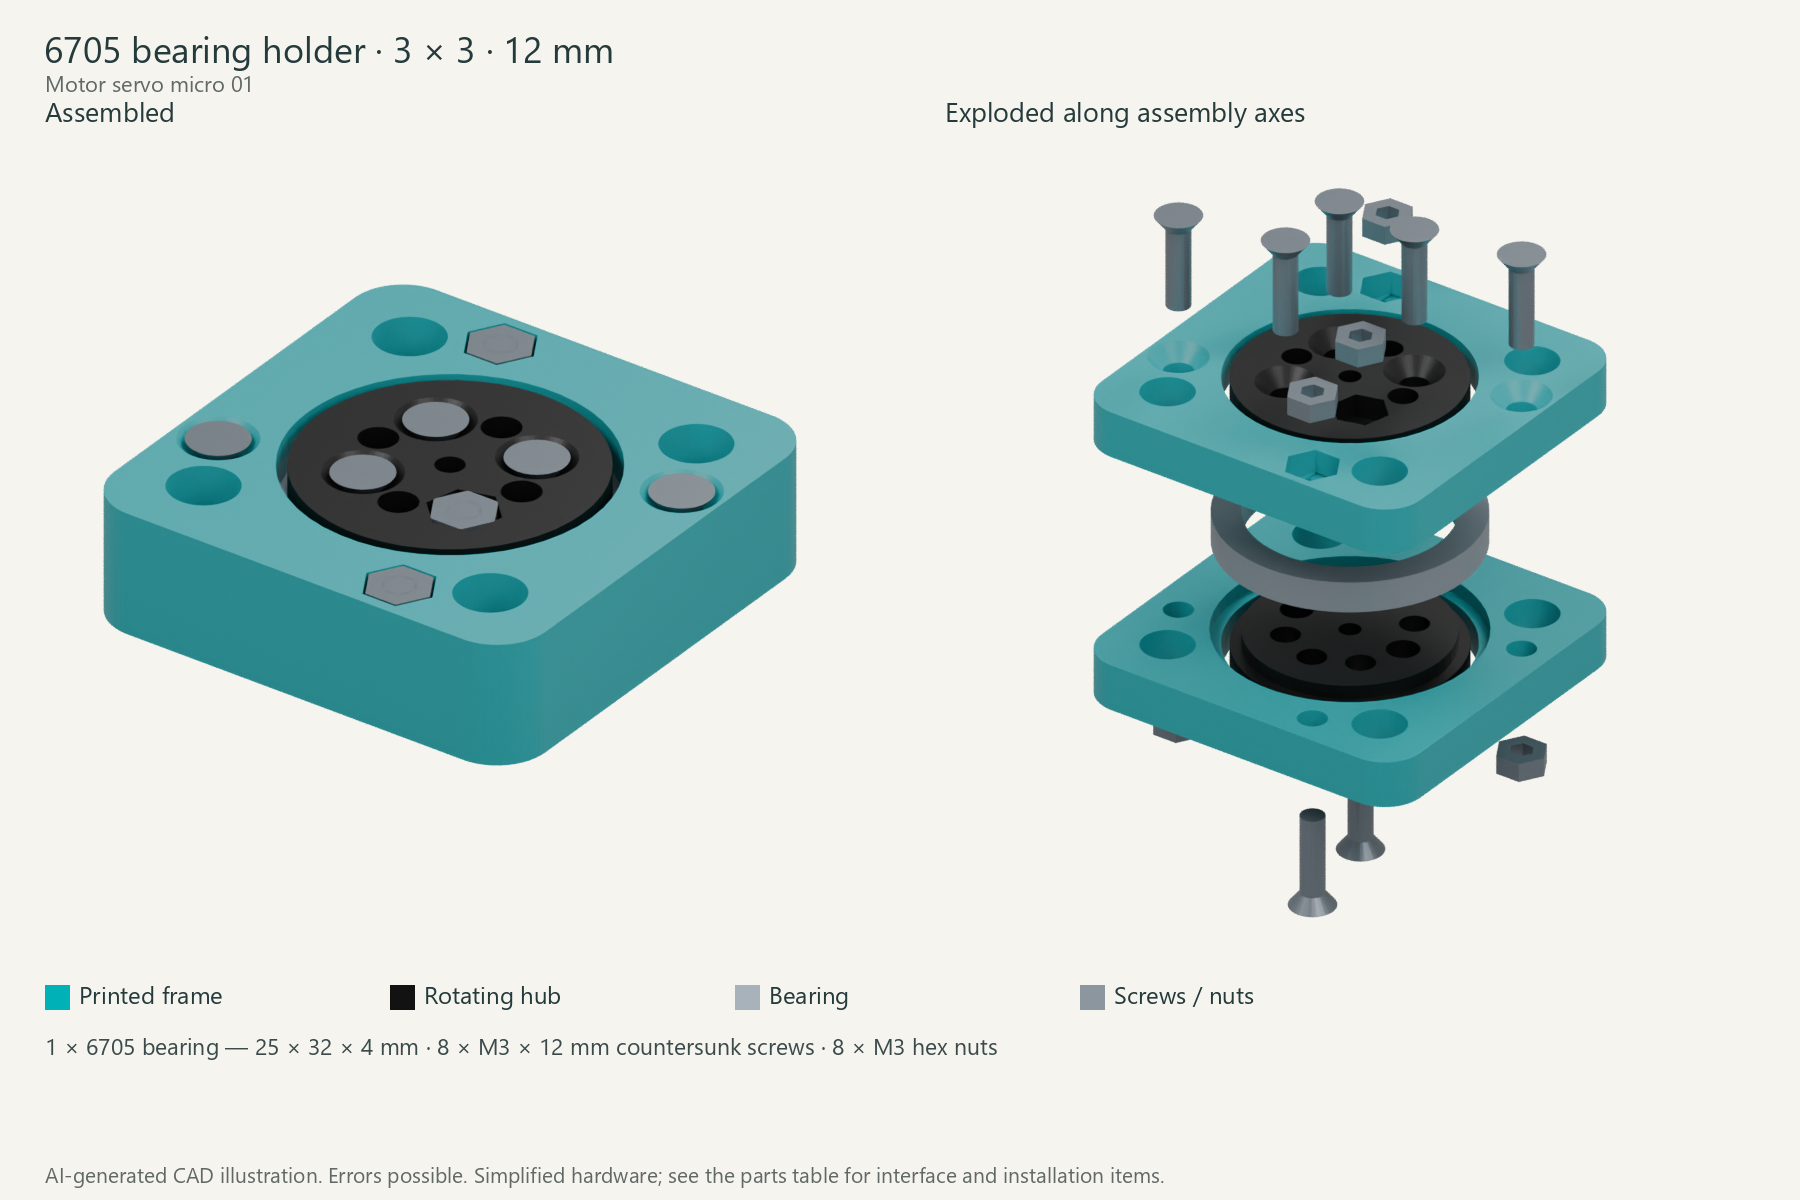 6705 bearing holder · 3 × 3 · 12 mm
Motor servo micro 01
Assembled
Exploded along assembly axes
Printed frame
Rotating hub
Bearing
Screws / nuts
1 × 6705 bearing — 25 × 32 × 4 mm · 8 × M3 × 12 mm countersunk screws · 8 × M3 hex nuts
AI-generated CAD illustration. Errors possible. Simplified hardware; see the parts table for interface and installation items.